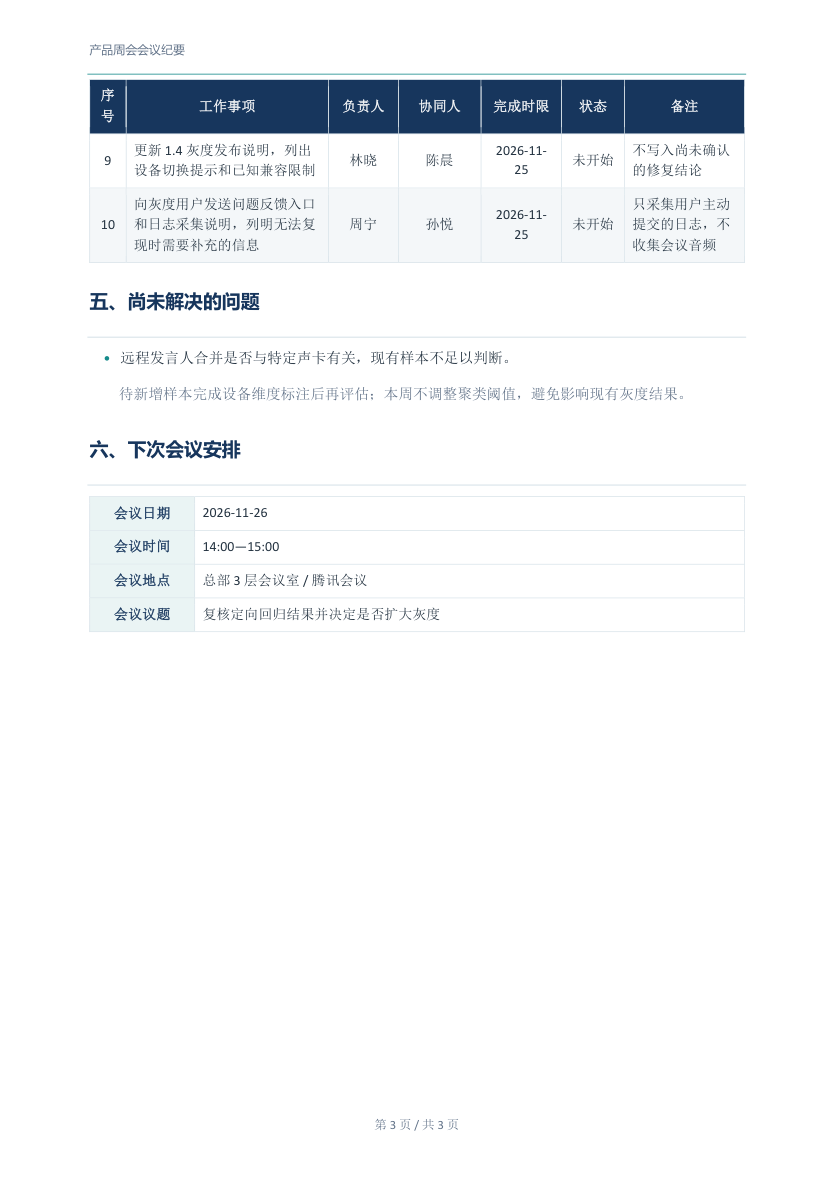 产品周会会议纪要
序号 工作事项 负责人 协同人 完成时限 状态 备注
9 更新 1.4 灰度发布说明，列出设备切换提示和已知兼容限制 林晓 陈晨 2026-11-25 未开始 不写入尚未确认的修复结论
10 向灰度用户发送问题反馈入口和日志采集说明，列明无法复现时需要补充的信息 周宁 孙悦 2026-11-25 未开始 只采集用户主动提交的日志，不收集会议音频
五、尚未解决的问题
• 远程发言人合并是否与特定声卡有关，现有样本不足以判断。
待新增样本完成设备维度标注后再评估；本周不调整聚类阈值，避免影响现有灰度结果。
六、下次会议安排
会议日期 2026-11-26
会议时间 14:00—15:00
会议地点 总部 3 层会议室 / 腾讯会议
会议议题 复核定向回归结果并决定是否扩大灰度
第 3 页 / 共 3 页